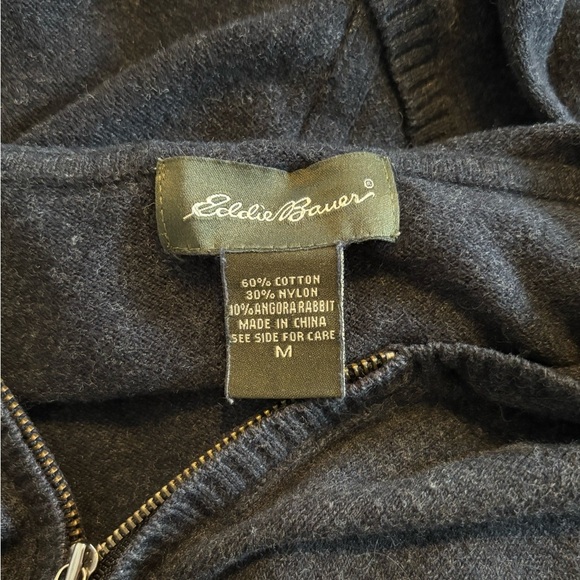 Eddie Bauer®
60% COTTON
30% NYLON
10% ANGORA RABBIT
MADE IN CHINA
SEE SIDE FOR CARE
M